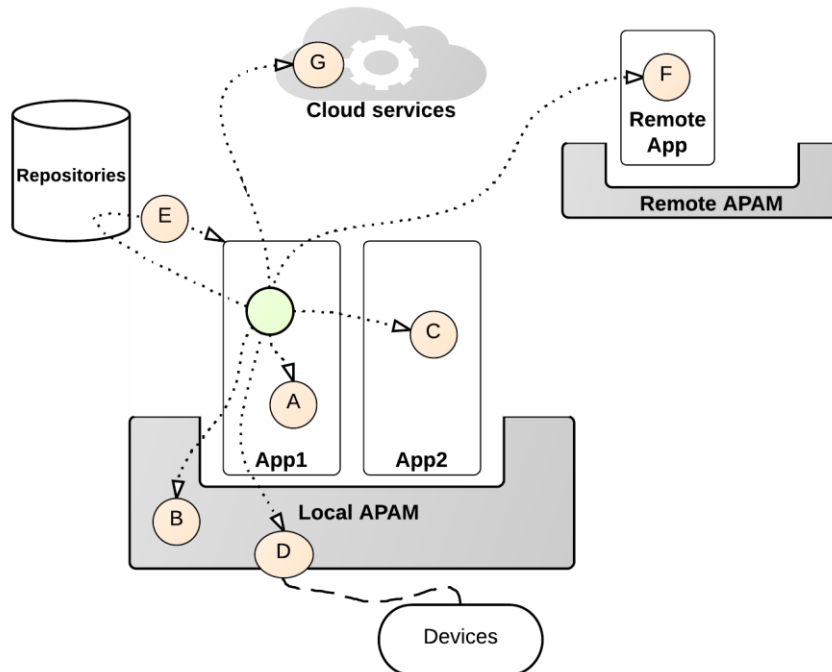 G
Cloud services
F
Remote
App
Remote APAM
Repositories
E
C
A
App1
App2
B
Local APAM
D
Devices